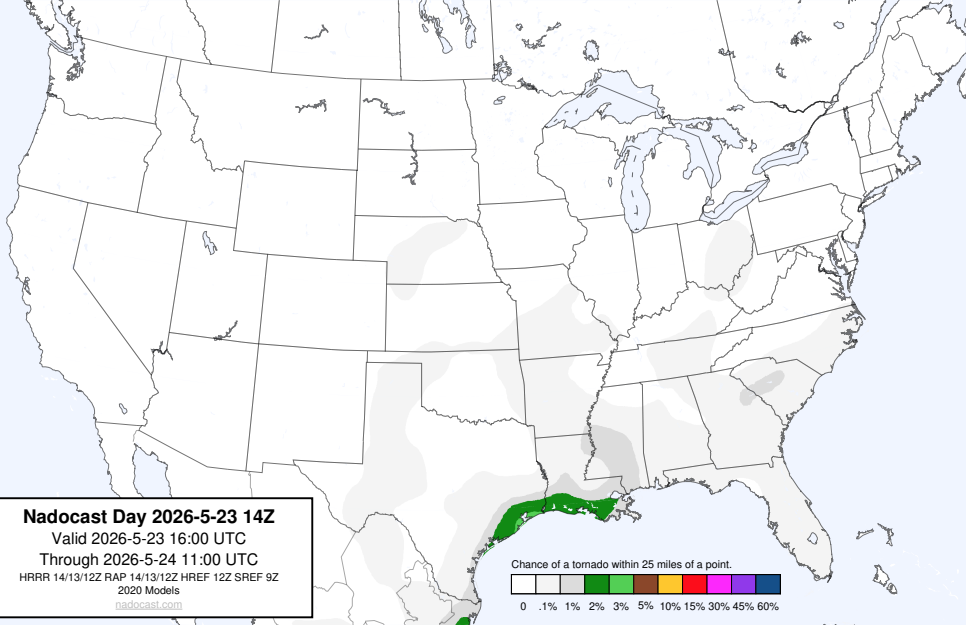 Nadocast Day 2026-5-23 14Z
Valid 2026-5-23 16:00 UTC
Through 2026-5-24 11:00 UTC
HRRR 14/13/12Z RAP 14/13/12Z HREF 12Z SREF 9Z
2020 Models
nadocast.com
Chance of a tornado within 25 miles of a point.
0 .1% 1% 2% 3% 5% 10% 15% 30% 45% 60%